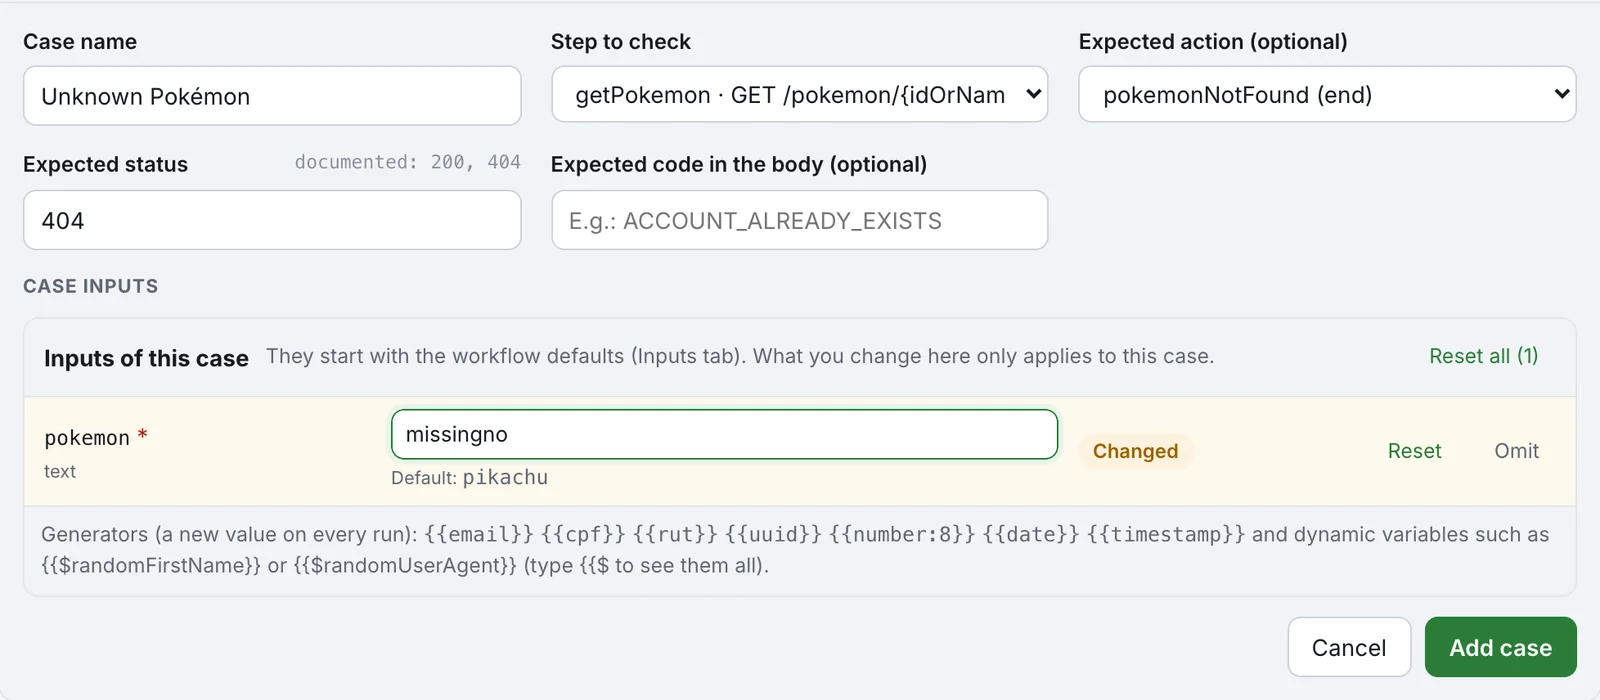 Case name
Step to check
Expected action (optional)
Unknown Pokémon
getPokemon · GET /pokemon/{idOrNam
pokemonNotFound (end)
Expected status
documented: 200, 404
Expected code in the body (optional)
404
E.g.: ACCOUNT_ALREADY_EXISTS
CASE INPUTS
Inputs of this case
They start with the workflow defaults (Inputs tab). What you change here only applies to this case.
Reset all (1)
pokemon *
text
missingno
Default: pikachu
Changed
Reset
Omit
Generators (a new value on every run): {{email}} {{cpf}} {{rut}} {{uuid}} {{number:8}} {{date}} {{timestamp}} and dynamic variables such as
{{$randomFirstName}} or {{$randomUserAgent}} (type {{$ to see them all).
Cancel
Add case